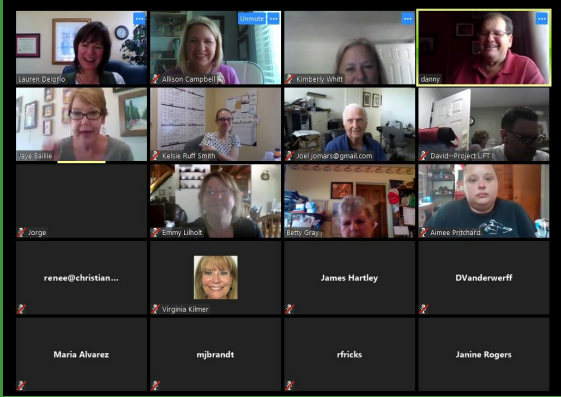 Lauren DeIorio
Unmute
Allison Campbell
Kimberly Whitt
danny
Jaye Baillie
Kelsie Ruff Smith
Joel jomars@gmail.com
David--Project LIFT
Jorge
Emmy Lilholt
Betty Gray
Aimee Pritchard
renee@christian...
Virginia Kilmer
James Hartley
DVanderwerff
Maria Alvarez
mjbrandt
rfricks
Janine Rogers